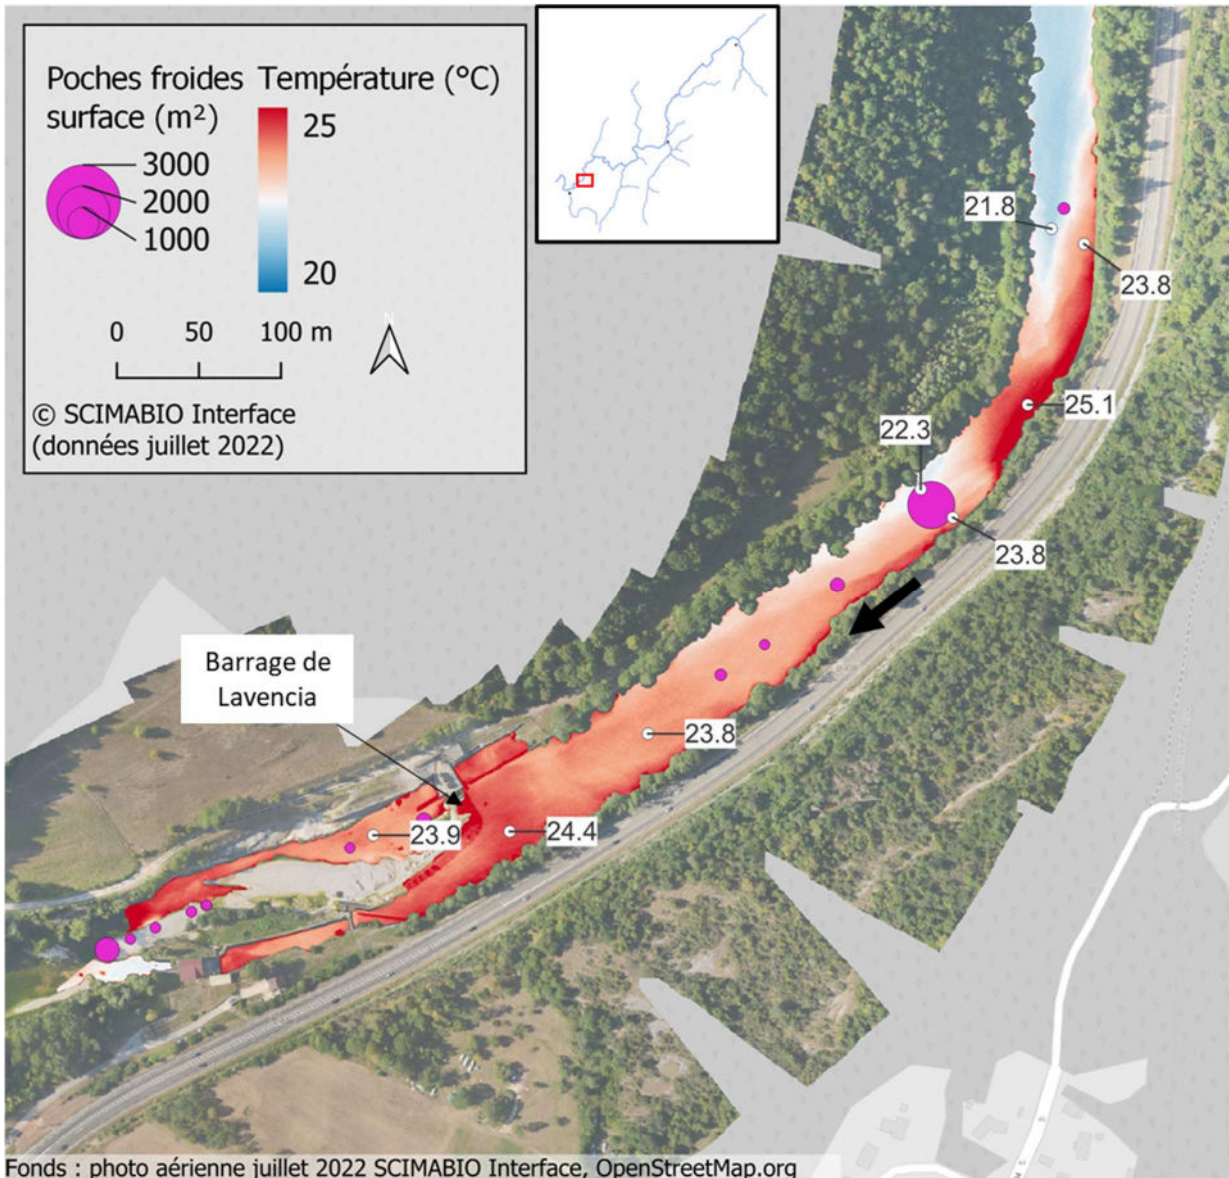 Poches froides
surface (m²)
3000
2000
1000
Température (°C)
25
20
0 50 100 m
N
© SCIMABIO Interface
(données juillet 2022)
21.8
23.8
25.1
22.3
23.8
Barrage de
Lavencia
23.8
23.9
24.4
Fonds : photo aérienne juillet 2022 SCIMABIO Interface, OpenStreetMap.org